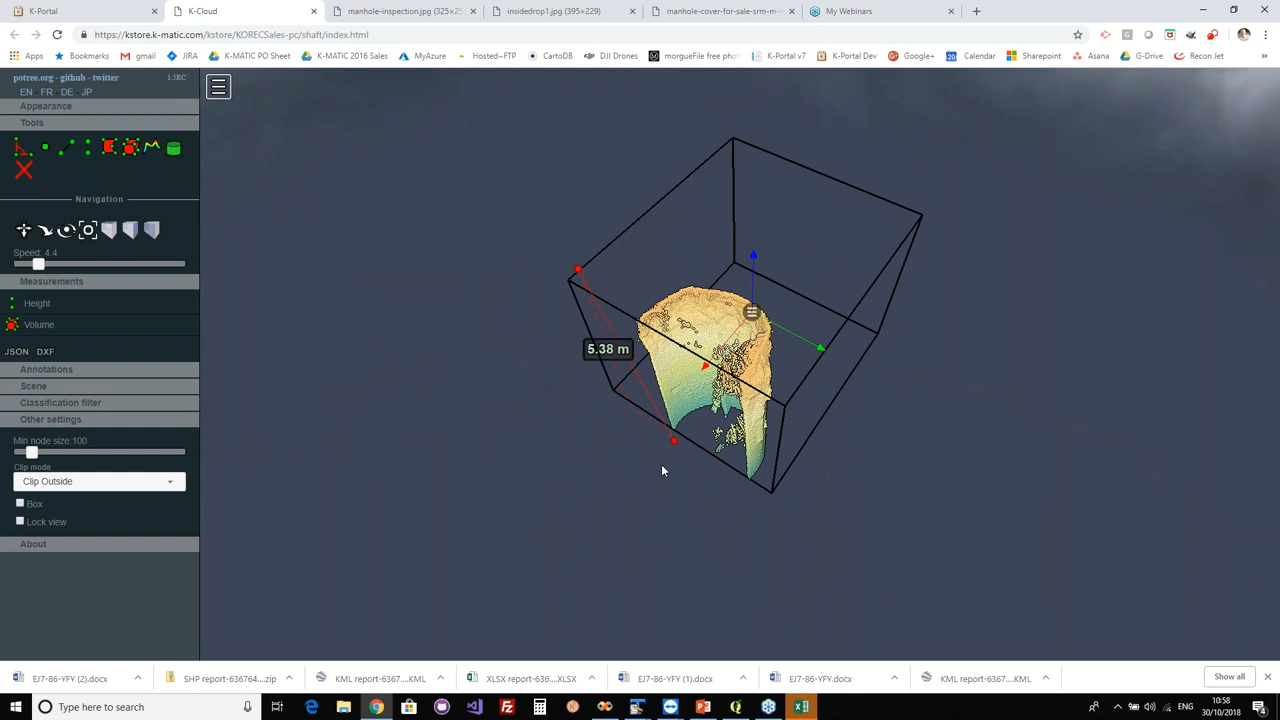 K-Portal
K-Cloud
manhole-inspection.jpg (325×25
insidedrop1.jpg (395×229)
manhole-cover-for-sale-srm-m-m
My Webinars
https://kstore.k-matic.com/kstore/KORECSales-pc/shaft/index.html
Apps
Bookmarks
gmail
JIRA
K-MATIC PO Sheet
K-MATIC 2016 Sales
MyAzure
Hosted~FTP
CartoDB
DJI Drones
morgueFile free phot
K-Portal v7
K-Portal Dev
Google+
Calendar
Sharepoint
Asana
G-Drive
Recon Jet
»
potree.org - github - twitter
1.5RC
EN - FR - DE - JP
Appearance
Tools
Navigation
Speed: 4.4
Measurements
Height
Volume
JSON DXF
Annotations
Scene
Classification filter
Other settings
Min node size:100
Clip mode
Clip Outside
Box
Lock view
About
5.38 m
EJ7-86-YFY (2).docx
SHP report-636764....zip
KML report-6367....KML
XLSX report-636....XLSX
EJ7-86-YFY (1).docx
EJ7-86-YFY.docx
KML report-6367....KML
Show all
Type here to search
10:58
30/10/2018